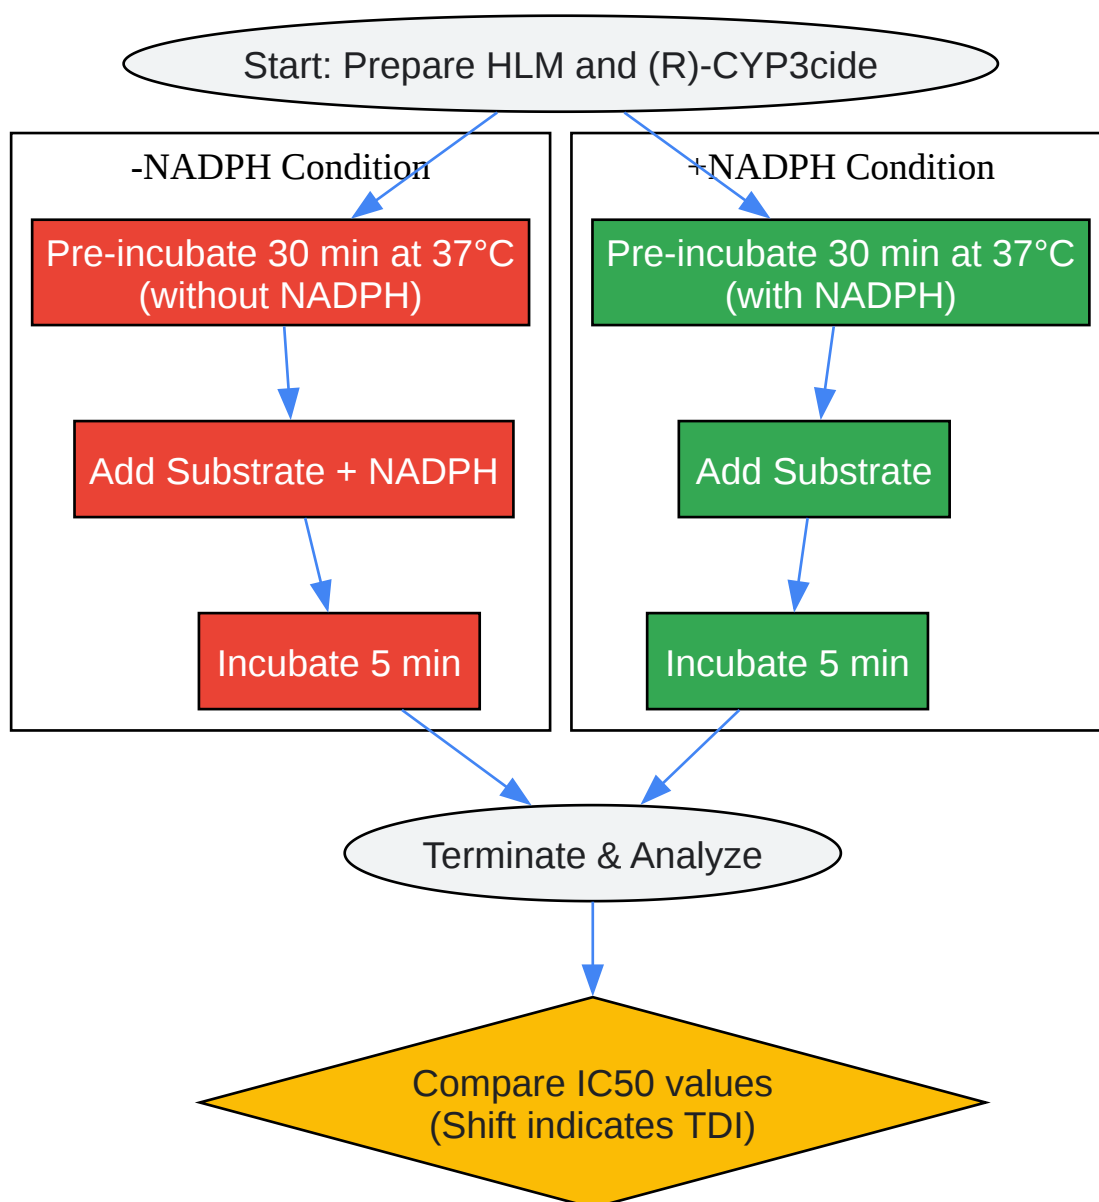 Start: Prepare HLM and (R)-CYP3cide
-NADPH Condition
Pre-incubate 30 min at 37°C
(without NADPH)
Add Substrate + NADPH
Incubate 5 min
+NADPH Condition
Pre-incubate 30 min at 37°C
(with NADPH)
Add Substrate
Incubate 5 min
Terminate & Analyze
Compare IC50 values
(Shift indicates TDI)